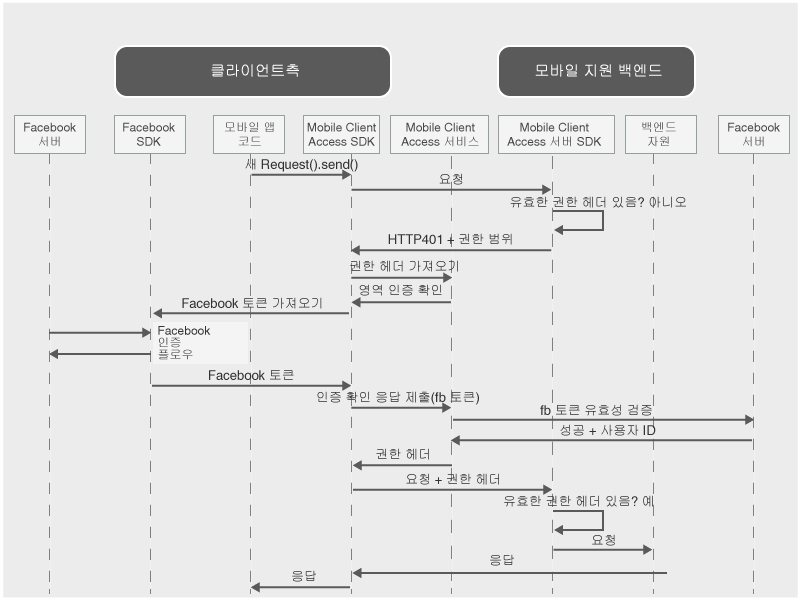 클라이언트측
모바일 지원 백엔드
Facebook
서버
Facebook
SDK
모바일 앱
코드
Mobile Client
Access SDK
Mobile Client
Access 서비스
Mobile Client
Access 서버 SDK
백엔드
자원
Facebook
서버
새 Request().send()
요청
유효한 권한 헤더 있음? 아니오
HTTP401 + 권한 범위
권한 헤더 가져오기
영역 인증 확인
Facebook 토큰 가져오기
Facebook
인증
플로우
Facebook 토큰
인증 확인 응답 제출(fb 토큰)
fb 토큰 유효성 검증
성공 + 사용자 ID
권한 헤더
요청 + 권한 헤더
유효한 권한 헤더 있음? 예
요청
응답
응답